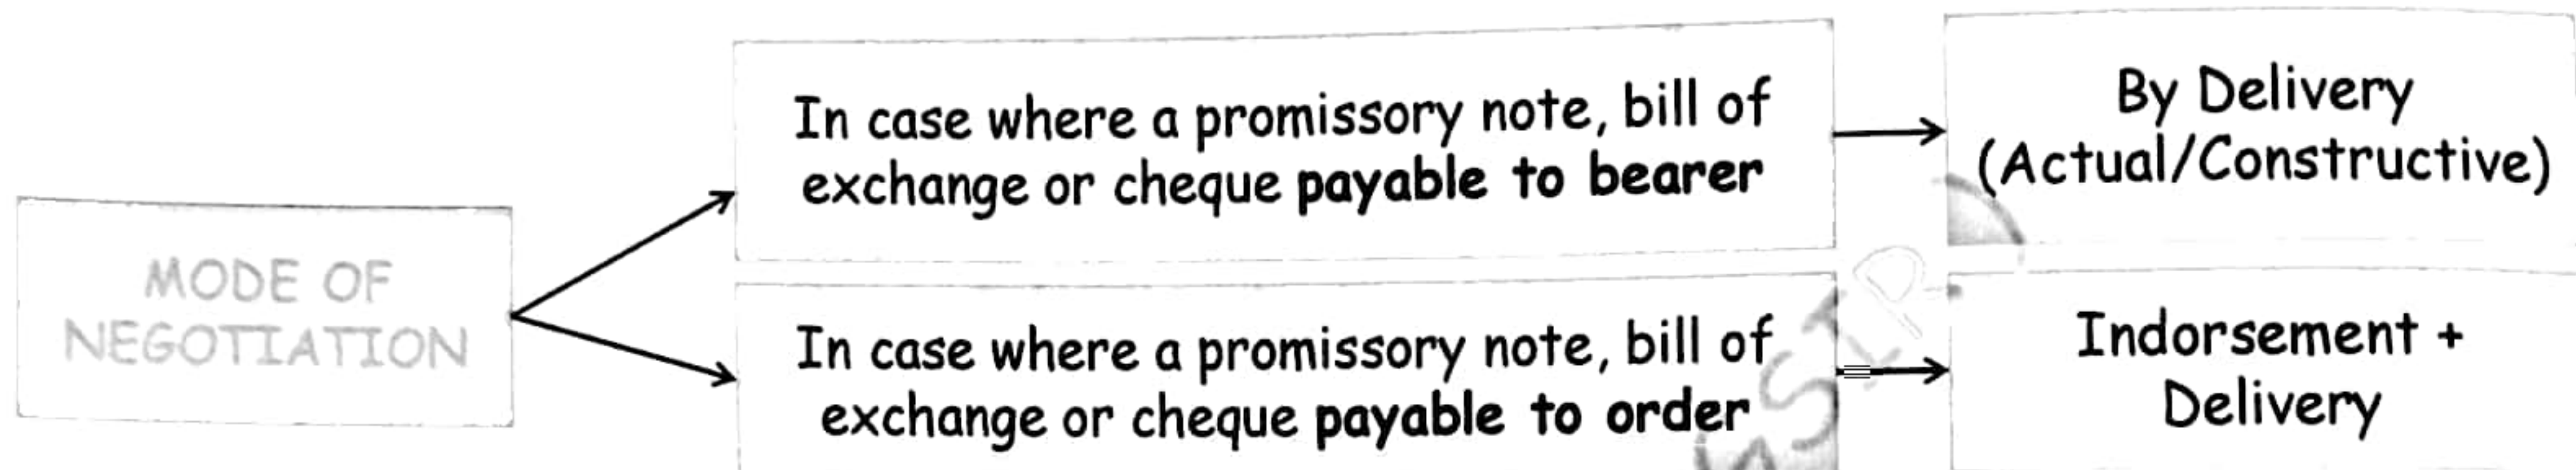 MODE OF
NEGOTIATION
In case where a promissory note, bill of
exchange or cheque payable to bearer
By Delivery
(Actual/Constructive)
In case where a promissory note, bill of
exchange or cheque payable to order
Indorsement +
Delivery